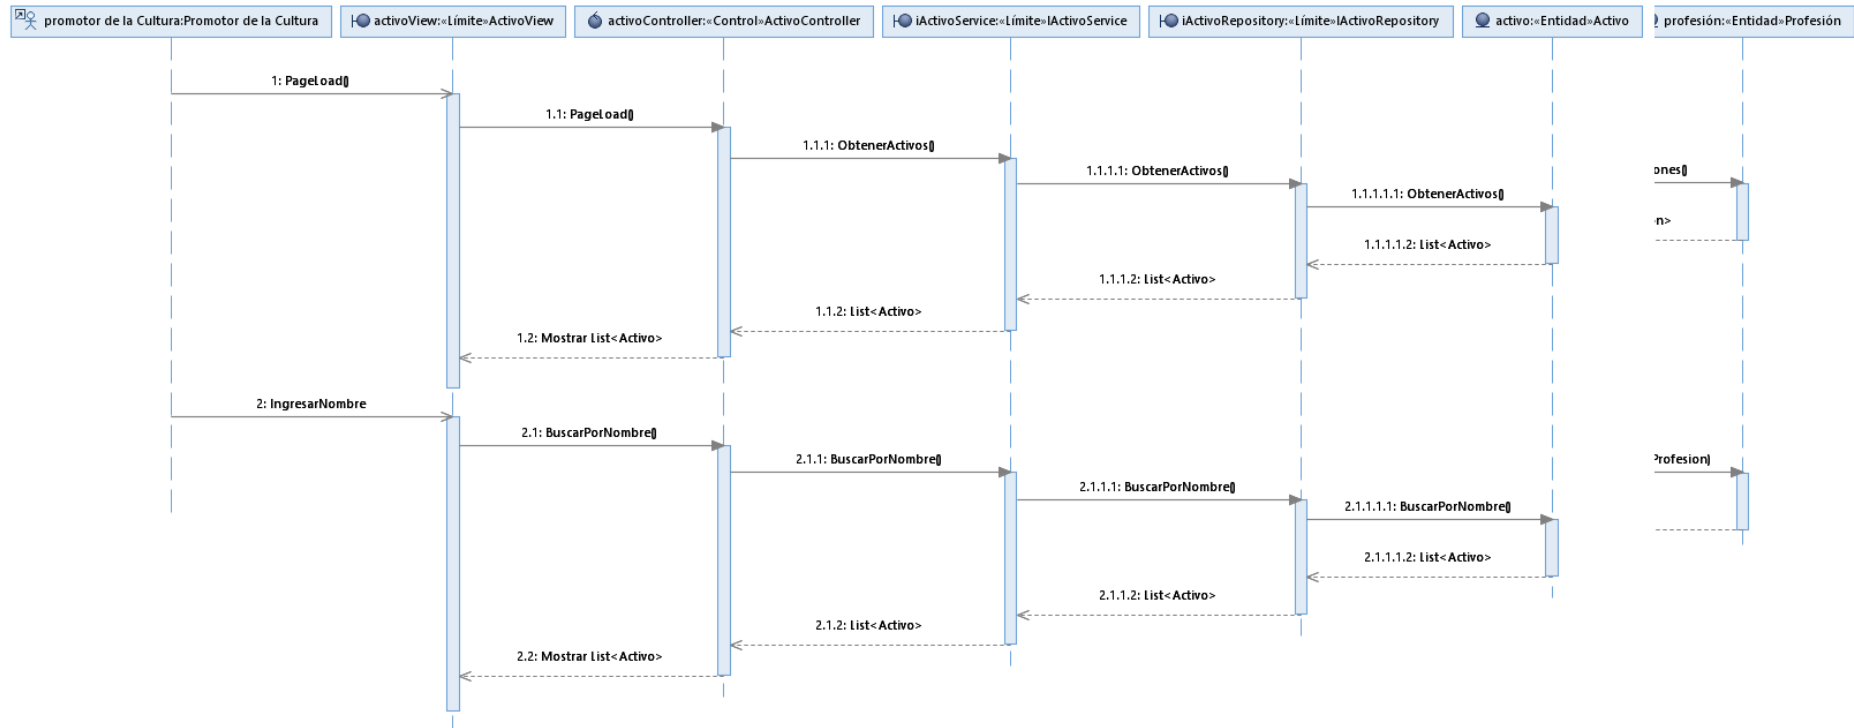 promotor de la Cultura:Promotor de la Cultura
activoView:«Límite»ActivoView
activoController:«Control»ActivoController
iActivoService:«Límite»IActivoService
iActivoRepository:«Límite»IActivoRepository
activo:«Entidad»Activo
profesión:«Entidad»Profesión
1: PageLoad()
1.1: PageLoad()
1.1.1: ObtenerActivos()
1.1.1.1: ObtenerActivos()
ones()
1.1.1.1.1: ObtenerActivos()
n>
1.1.1.1.2: List<Activo>
1.1.1.2: List<Activo>
1.1.2: List<Activo>
1.2: Mostrar List<Activo>
2: IngresarNombre
2.1: BuscarPorNombre()
2.1.1: BuscarPorNombre()
Profesion)
2.1.1.1: BuscarPorNombre()
2.1.1.1.1: BuscarPorNombre()
2.1.1.1.2: List<Activo>
2.1.1.2: List<Activo>
2.1.2: List<Activo>
2.2: Mostrar List<Activo>